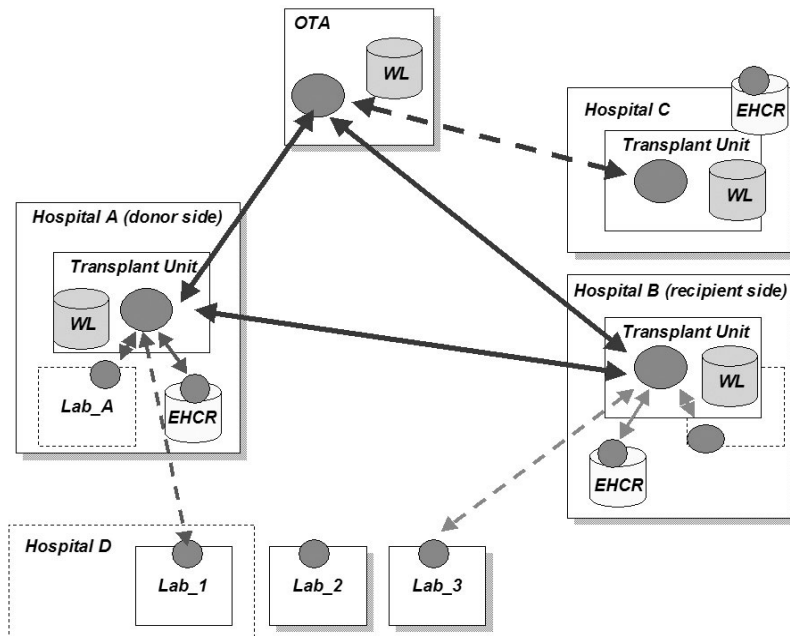 OTA
WL
Hospital C
EHCR
Transplant Unit
WL
Hospital A (donor side)
Transplant Unit
WL
Lab_A
EHCR
Hospital B (recipient side)
Transplant Unit
WL
EHCR
Hospital D
Lab_1
Lab_2
Lab_3